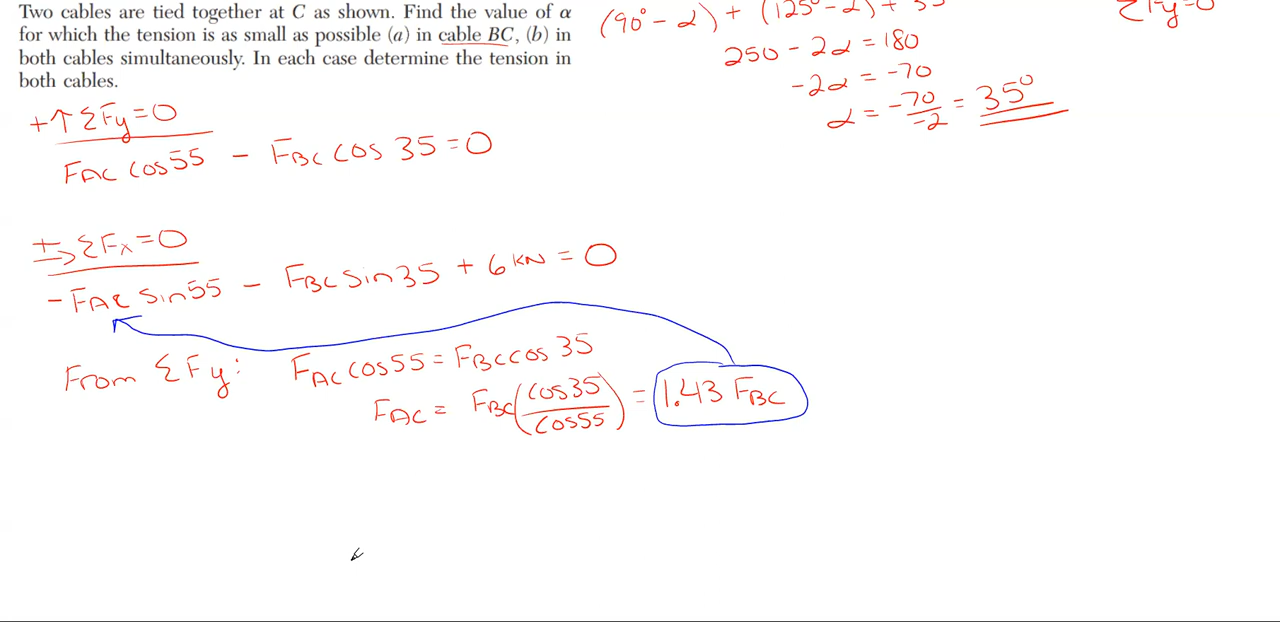 Two cables are tied together at C as shown. Find the value of α
for which the tension is as small as possible (a) in cable BC, (b) in
both cables simultaneously. In each case determine the tension in
both cables.
(90° - α) + (125° - α) + 35
250 - 2α = 180
-2α = -70
α = -70/-2 = 35°
ΣFy=0
+↑ΣFy=0
FAC cos55 - FBC cos 35=0
+→ΣFx=0
- FAC sin55 - FBC sin35 + 6 kN = 0
From ΣFy: FAC cos55 = FBC cos 35
FAC = FBC(cos35/cos55) = 1.43 FBC